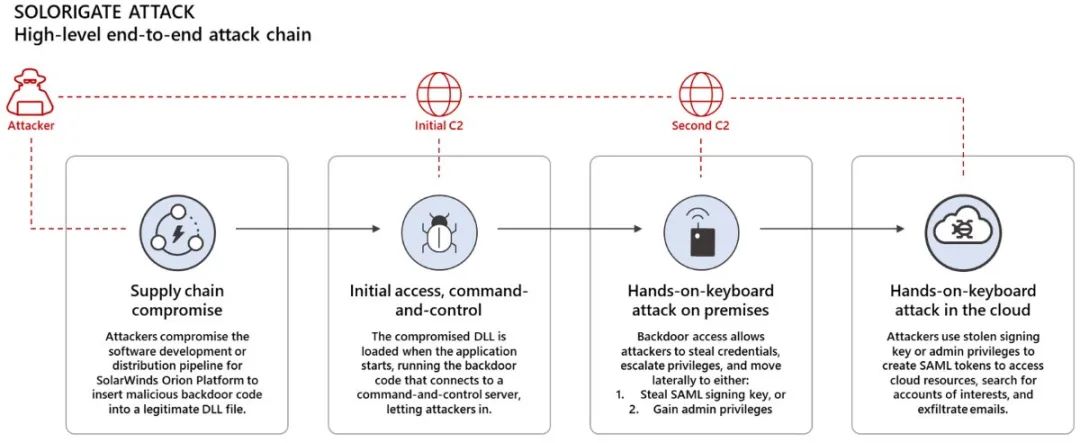 SOLORIGATE ATTACK
High-level end-to-end attack chain
Attacker
Initial C2
Second C2
Supply chain
compromise
Attackers compromise the
software development or
distribution pipeline for
SolarWinds Orion Platform to
insert malicious backdoor code
into a legitimate DLL file.
Initial access, command-
and-control
The compromised DLL is
loaded when the application
starts, running the backdoor
code that connects to a
command-and-control server,
letting attackers in.
Hands-on-keyboard
attack on premises
Backdoor access allows
attackers to steal credentials,
escalate privileges, and move
laterally to either:
1. Steal SAML signing key, or
2. Gain admin privileges
Hands-on-keyboard
attack in the cloud
Attackers use stolen signing
key or admin privileges to
create SAML tokens to access
cloud resources, search for
accounts of interests, and
exfiltrate emails.